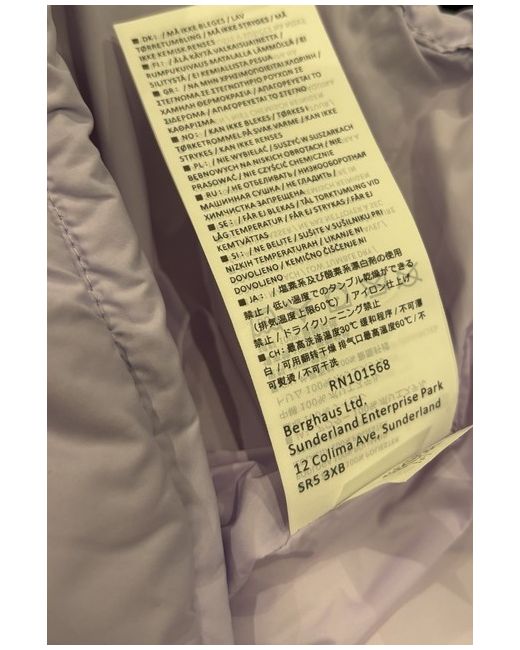 ■ DK: / MÅ IKKE BLEGES / LAV
TØRRETUMBLING / MÅ IKKE STRYGES / MÅ
IKKE KEMISK RENSES
■ FI: / ÄLÄ KÄYTÄ VALKAISUAINETTA /
RUMPUKUIVAUS MATALALLA LÄMMÖLLÄ / EI
SILITYSTÄ / EI KEMIALLISTA PESUA
■ GR: / ΝΑ ΜΗΝ ΧΡΗΣΙΜΟΠΟΙΕΙΤΑΙ ΧΛΩΡΙΝΗ /
ΣΤΕΓΝΩΜΑ ΣΕ ΣΤΕΓΝΩΤΗΡΙΟ ΡΟΥΧΩΝ ΣΕ
ΧΑΜΗΛΗ ΘΕΡΜΟΚΡΑΣΙΑ / ΑΠΑΓΟΡΕΥΕΤΑΙ ΤΟ
ΣΙΔΕΡΩΜΑ / ΑΠΑΓΟΡΕΥΕΤΑΙ ΤΟ ΣΤΕΓΝΟ
ΚΑΘΑΡΙΣΜΑ
■ NO: / KAN IKKE BLEKES / TØRKES I
TØRKETROMMEL PÅ SVAK VARME / KAN IKKE
STRYKES / KAN IKKE RENSES
■ PL: / NIE WYBIELAĆ / SUSZYĆ W SUSZARKACH
BĘBNOWYCH NA NISKICH OBROTACH / NIE
PRASOWAĆ / NIE CZYŚCIĆ CHEMICZNIE
■ RU: / НЕ ОТБЕЛИВАТЬ / НИЗКООБОРОТНАЯ
МАШИННАЯ СУШКА / НЕ ГЛАДИТЬ /
ХИМЧИСТКА ЗАПРЕЩЕНА
■ SE: / FÅR EJ BLEKAS / TÅL TORKTUMLING VID
LÅG TEMPERATUR / FÅR EJ STRYKAS / FÅR EJ
KEMTVÄTTAS
■ SI: / NE BELITE / SUŠITE V SUŠILNIKU PRI
NIZKIH TEMPERATURAH / LIKANJE NI
DOVOLJENO / KEMIČNO ČIŠČENJE NI
DOVOLJENO
■ JA: / 塩素系及び酸素系漂白剤の使用
禁止 / 低い温度でのタンブル乾燥ができる
(排気温度上限60℃) / アイロン仕上げ
禁止 / ドライクリーニング禁止
■ CH: 最高洗涤温度30℃ 缓和程序 / 不可漂
白 / 可用翻转干燥 排气口最高温度60℃ / 不
可熨烫 / 不可干洗
RN101568
Berghaus Ltd.
Sunderland Enterprise Park
12 Colima Ave, Sunderland
SR5 3XB